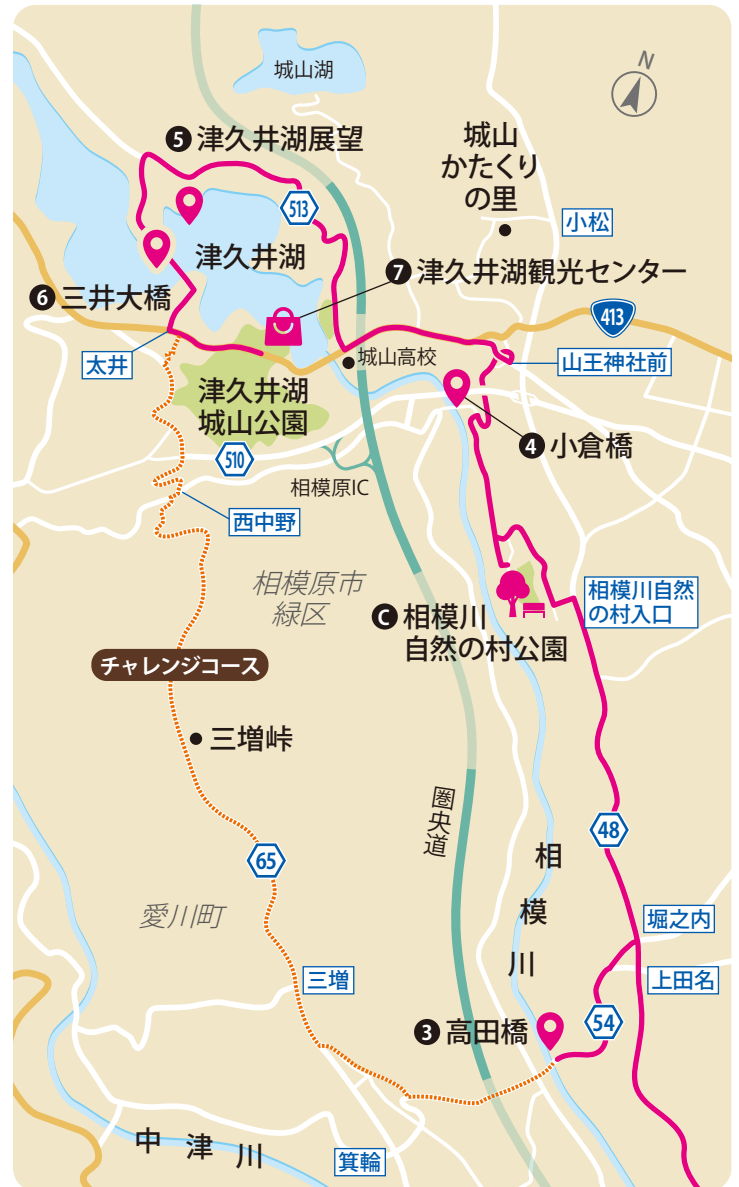 城山湖
N
❺ 津久井湖展望
城山
かたくり
の里
513
小松
津久井湖
❼ 津久井湖観光センター
❻ 三井大橋
413
太井
城山高校
山王神社前
津久井湖
城山公園
❹ 小倉橋
510
相模原IC
西中野
相模原市
緑区
相模川自然
の村入口
C 相模川
自然の村公園
チャレンジコース
三増峠
圏央道
48
65
相模川
愛川町
堀之内
三増
上田名
❸ 高田橋
54
中津川
箕輪